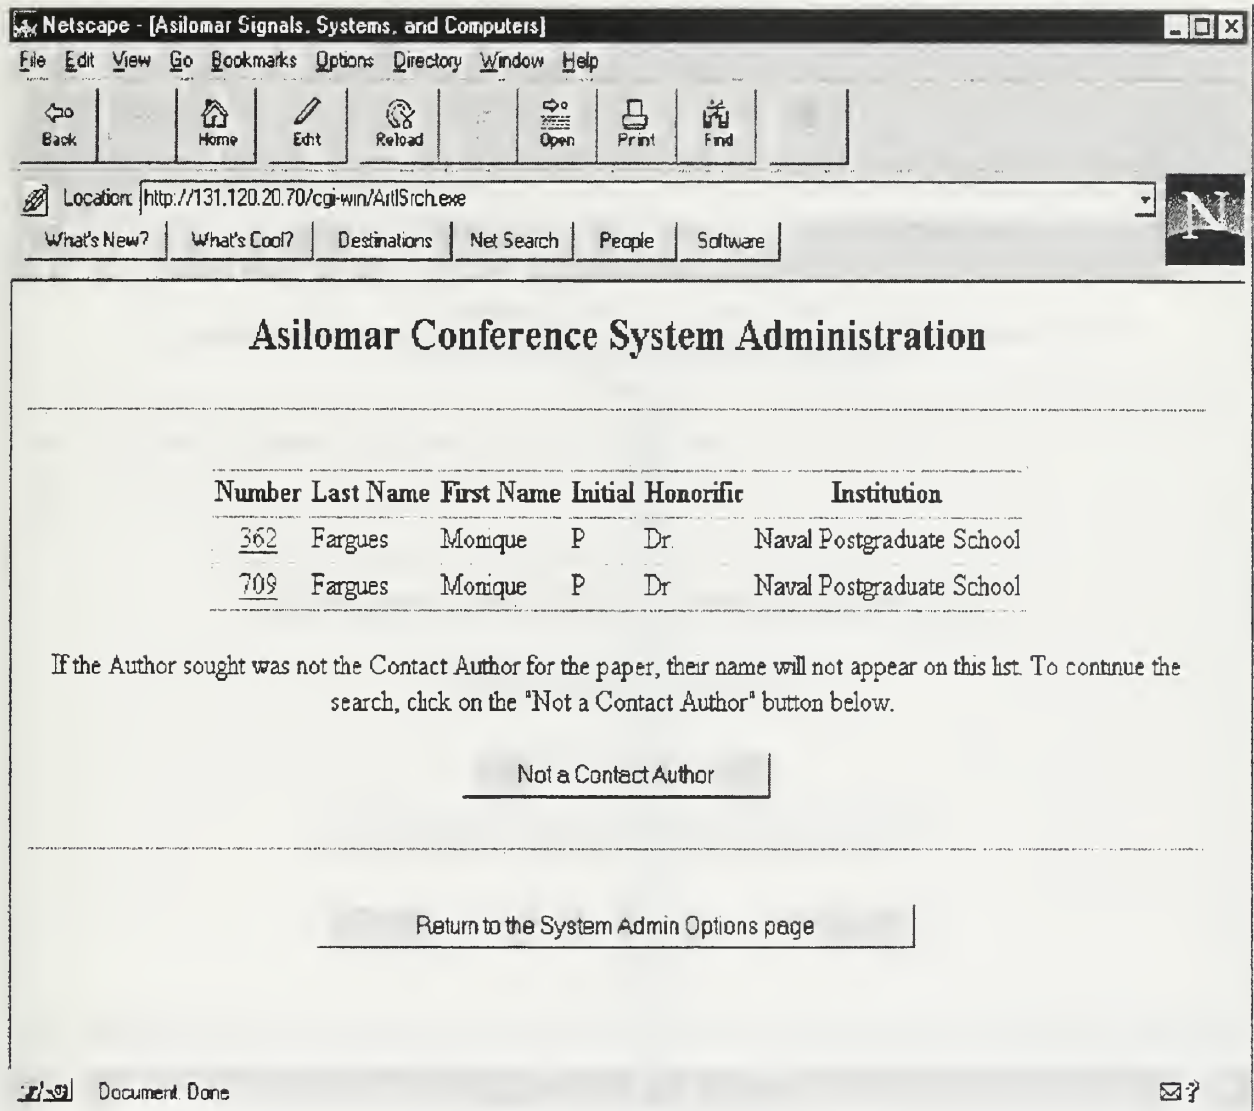 Netscape - [Asilomar Signals, Systems, and Computers]
File Edit View Go Bookmarks Options Directory Window Help
Back Home Edit Reload Open Print Find
Location: http://131.120.20.70/cgi-win/ArtlSrch.exe
N
What's New? What's Cool? Destinations Net Search People Software
Asilomar Conference System Administration
Number Last Name First Name Initial Honorific Institution
362 Fargues Monique P Dr. Naval Postgraduate School
709 Fargues Monique P Dr Naval Postgraduate School
If the Author sought was not the Contact Author for the paper, their name will not appear on this list. To continue the
search, click on the "Not a Contact Author" button below.
Not a Contact Author
Return to the System Admin Options page
Document: Done